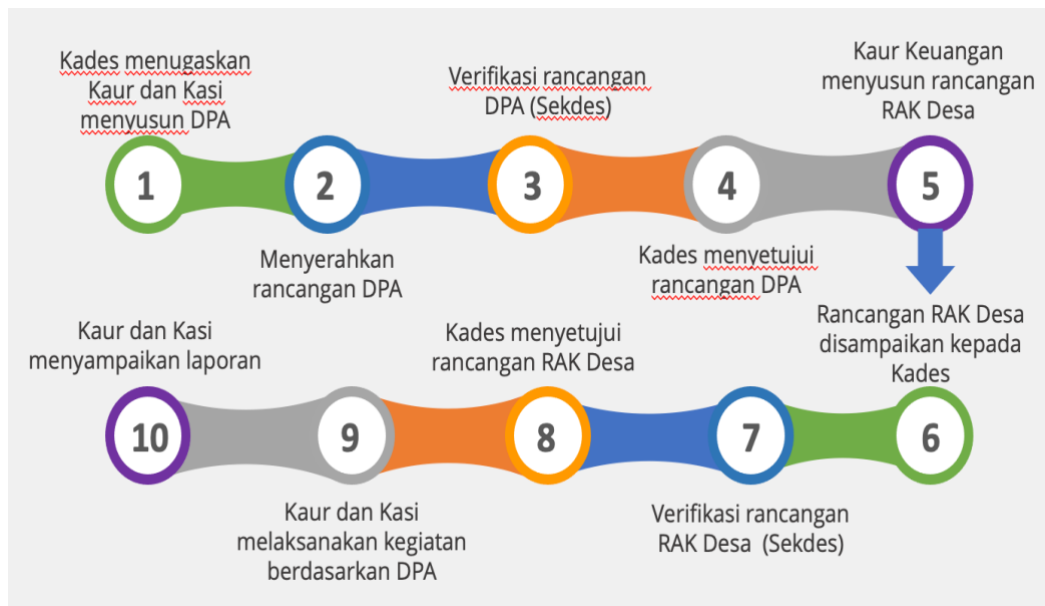 Kades menugaskan
Kaur dan Kasi
menyusun DPA
1
Menyerahkan
rancangan DPA
2
Verifikasi rancangan
DPA (Sekdes)
3
Kades menyetujui
rancangan DPA
4
Kaur Keuangan
menyusun rancangan
RAK Desa
5
Rancangan RAK Desa
disampaikan kepada
Kades
6
Verifikasi rancangan
RAK Desa (Sekdes)
7
Kades menyetujui
rancangan RAK Desa
8
Kaur dan Kasi
melaksanakan kegiatan
berdasarkan DPA
9
Kaur dan Kasi
menyampaikan laporan
10